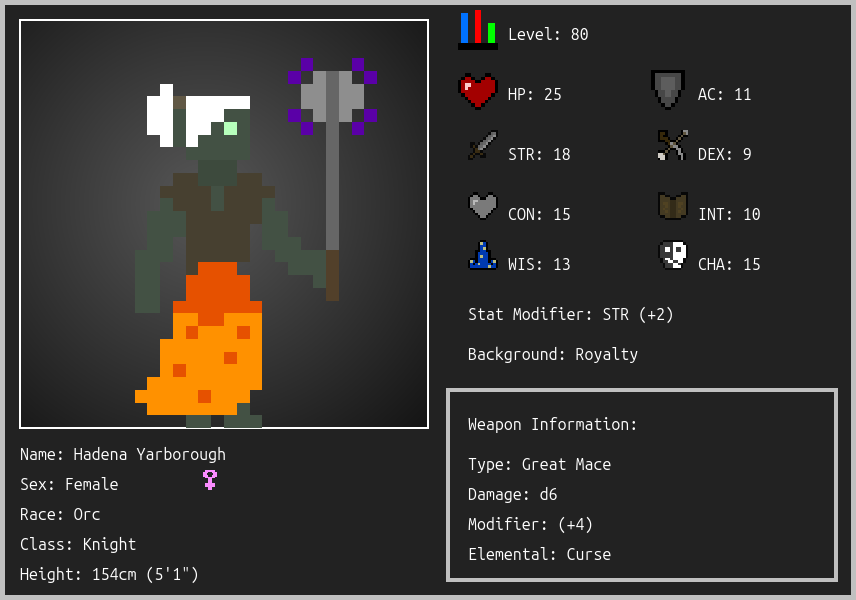 Level: 80
HP: 25
AC: 11
STR: 18
DEX: 9
CON: 15
INT: 10
WIS: 13
CHA: 15
Stat Modifier: STR (+2)
Background: Royalty
Weapon Information:
Type: Great Mace
Damage: d6
Modifier: (+4)
Elemental: Curse
Name: Hadena Yarborough
Sex: Female
Race: Orc
Class: Knight
Height: 154cm (5'1")